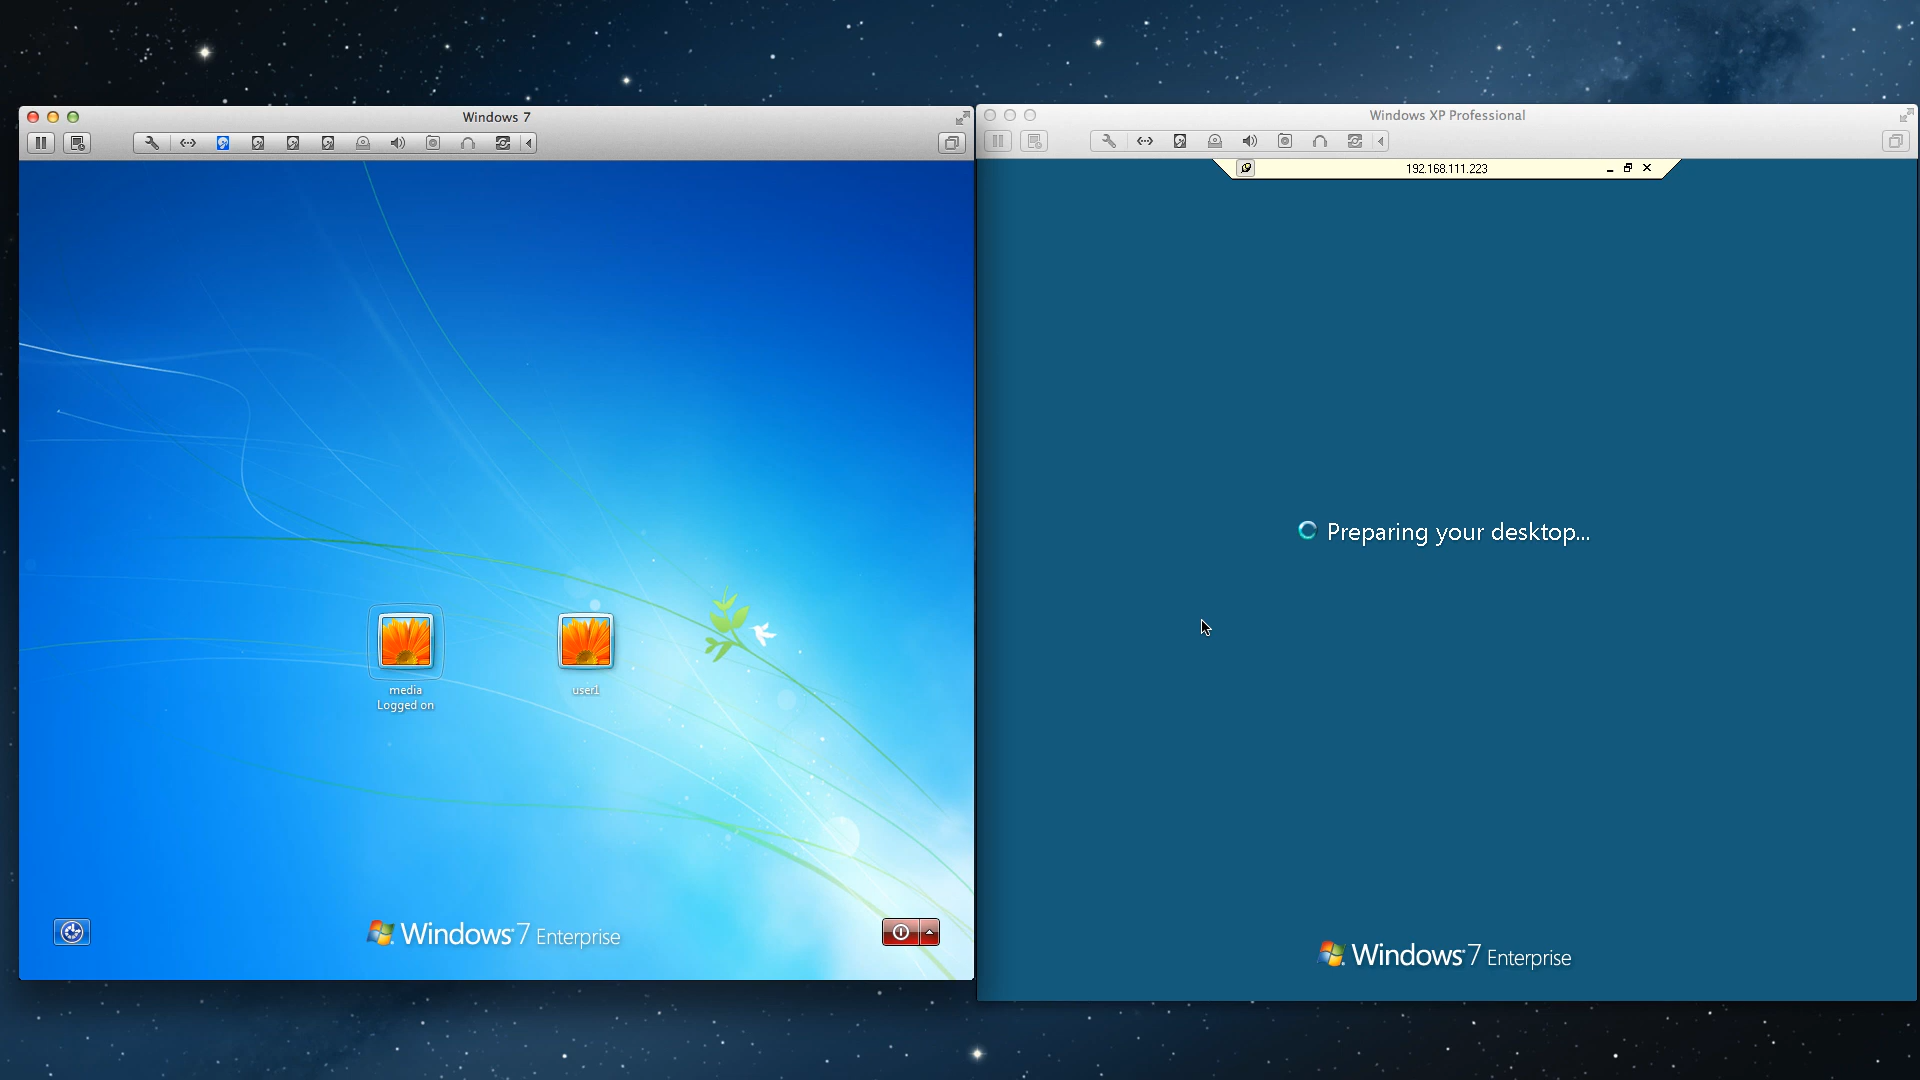 Windows 7
media
Logged on
user1
Windows 7 Enterprise
Windows XP Professional
192.168.111.223
Preparing your desktop...
Windows 7 Enterprise